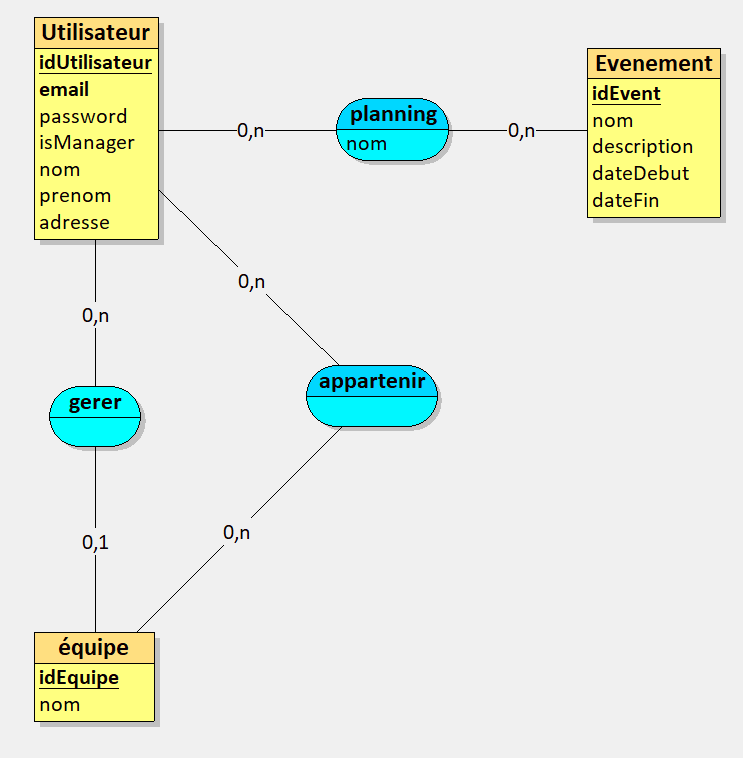 Utilisateur
idUtilisateur
email
password
isManager
nom
prenom
adresse
0,n
planning
nom
0,n
Evenement
idEvent
nom
description
dateDebut
dateFin
0,n
0,n
gerer
appartenir
0,1
0,n
équipe
idEquipe
nom